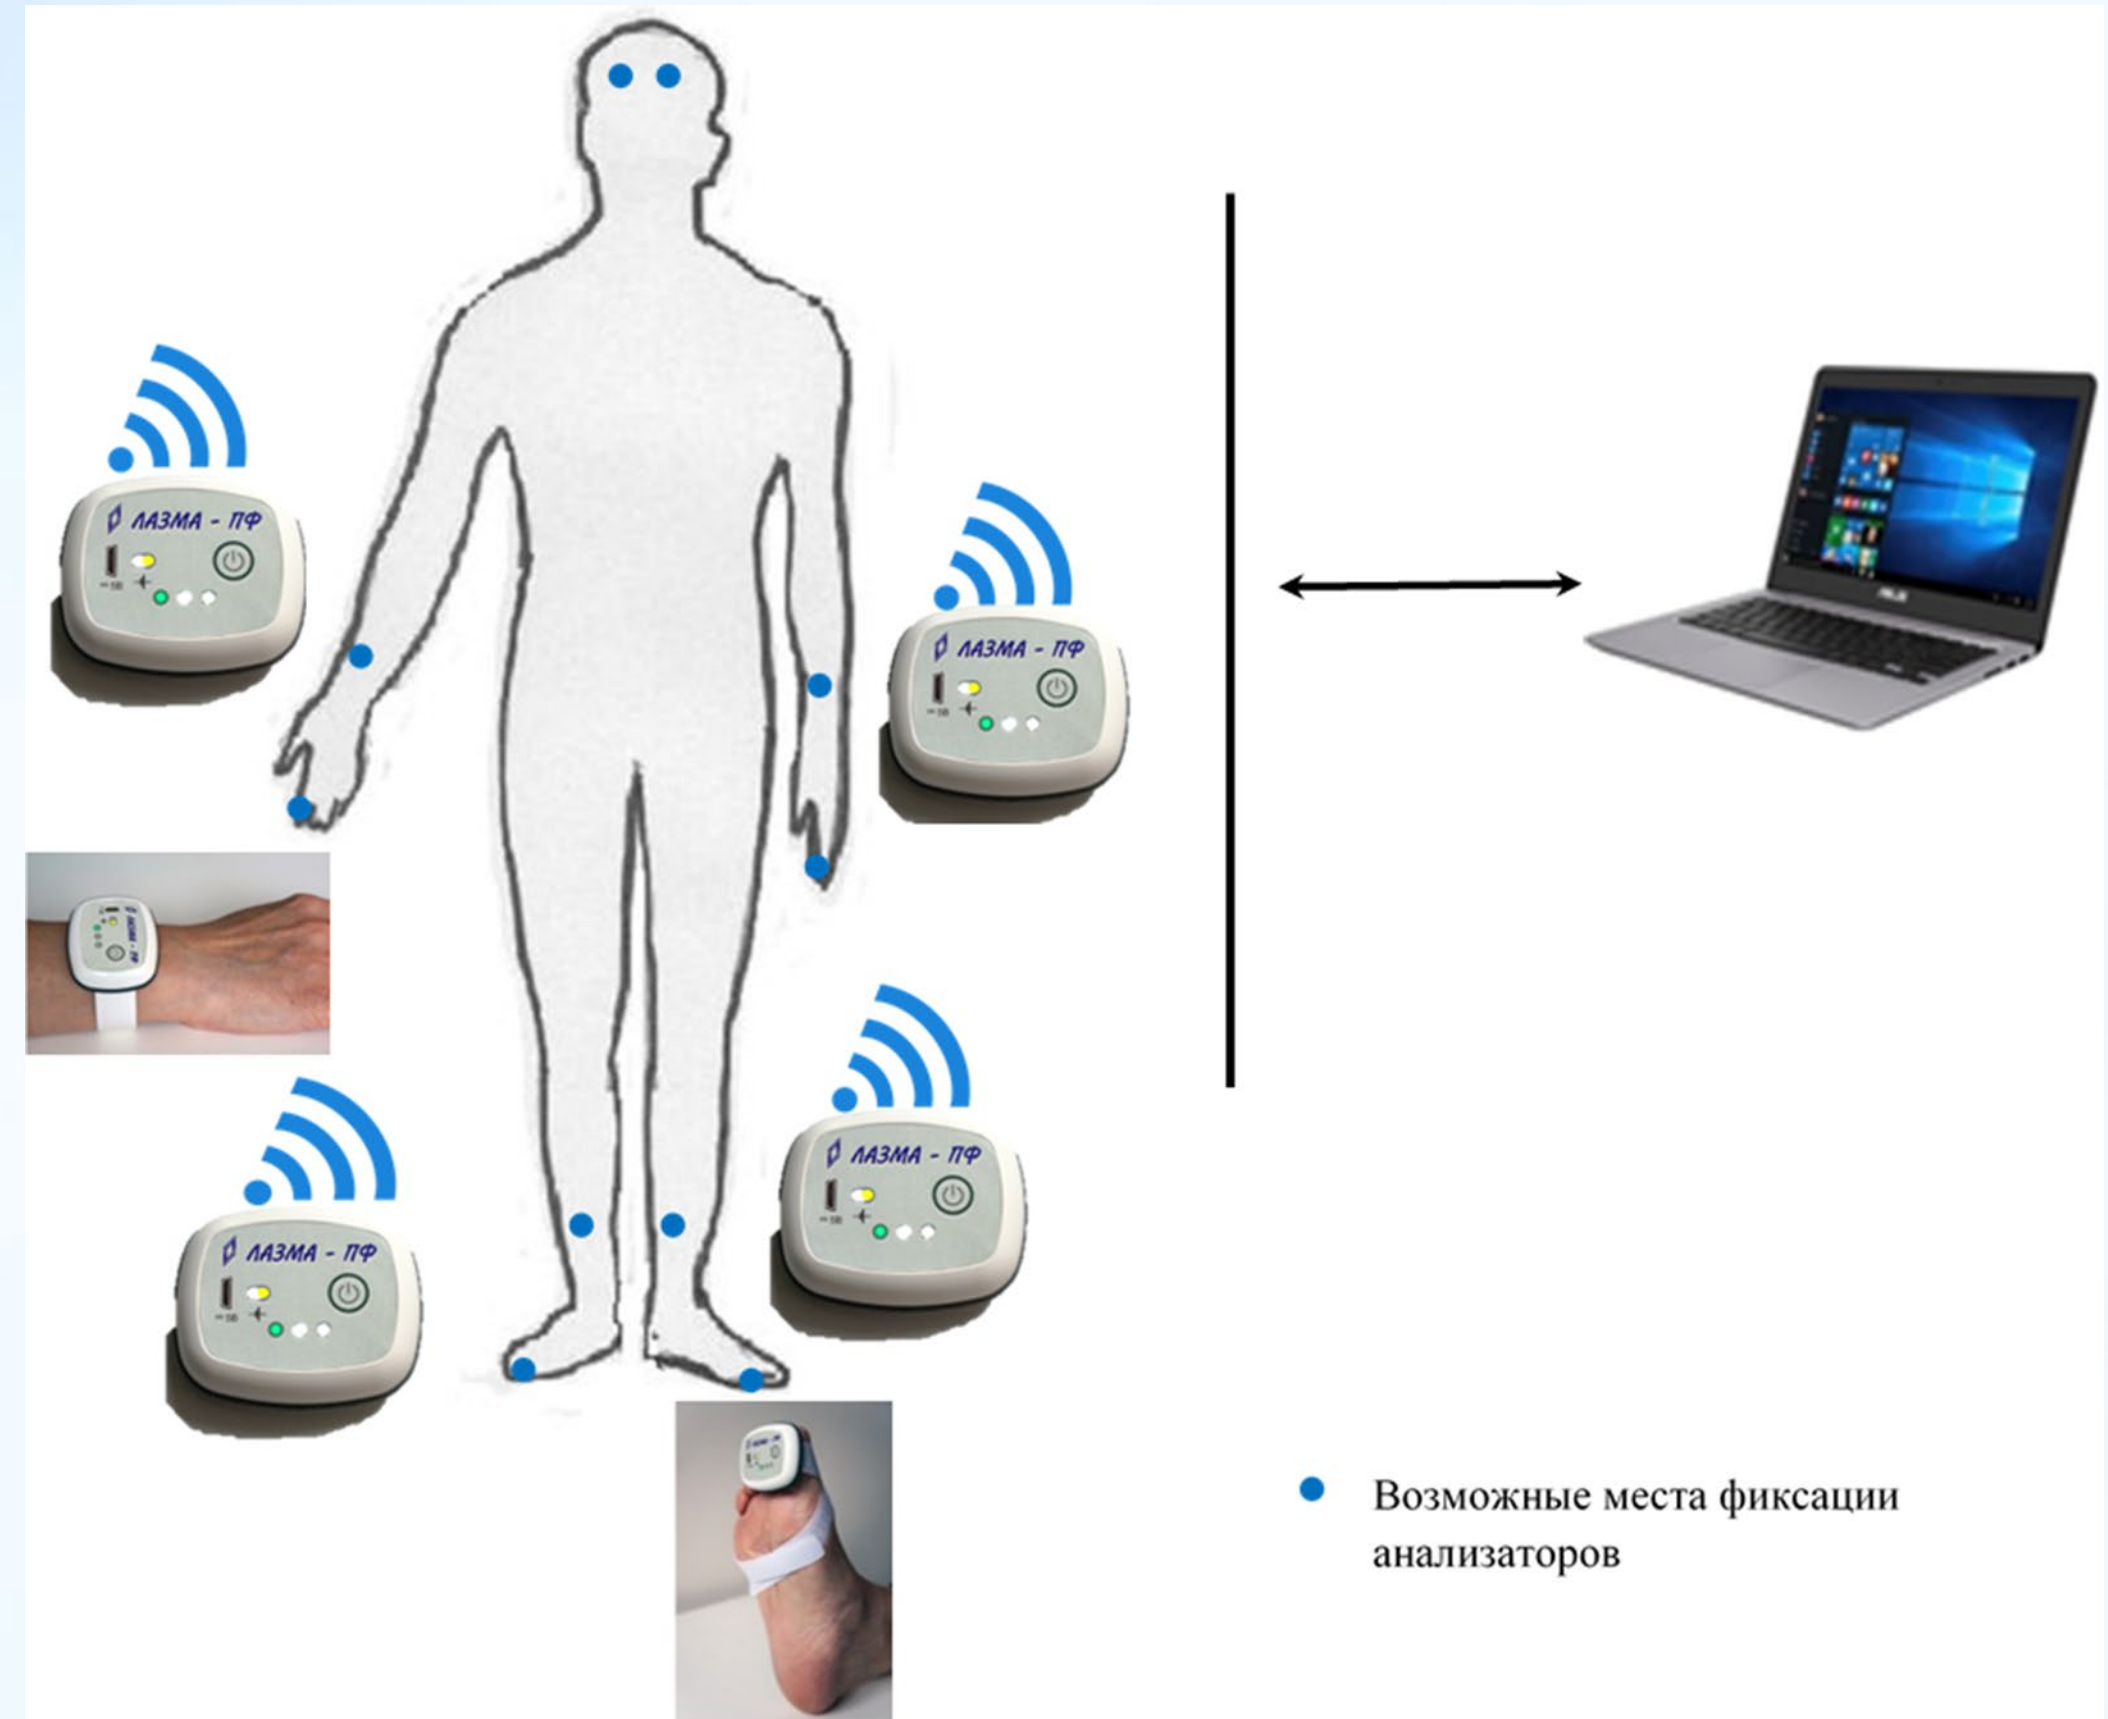 ЛАЗМА - ПФ
ЛАЗМА - ПФ
ЛАЗМА - ПФ
ЛАЗМА - ПФ
Возможные места фиксации
анализаторов